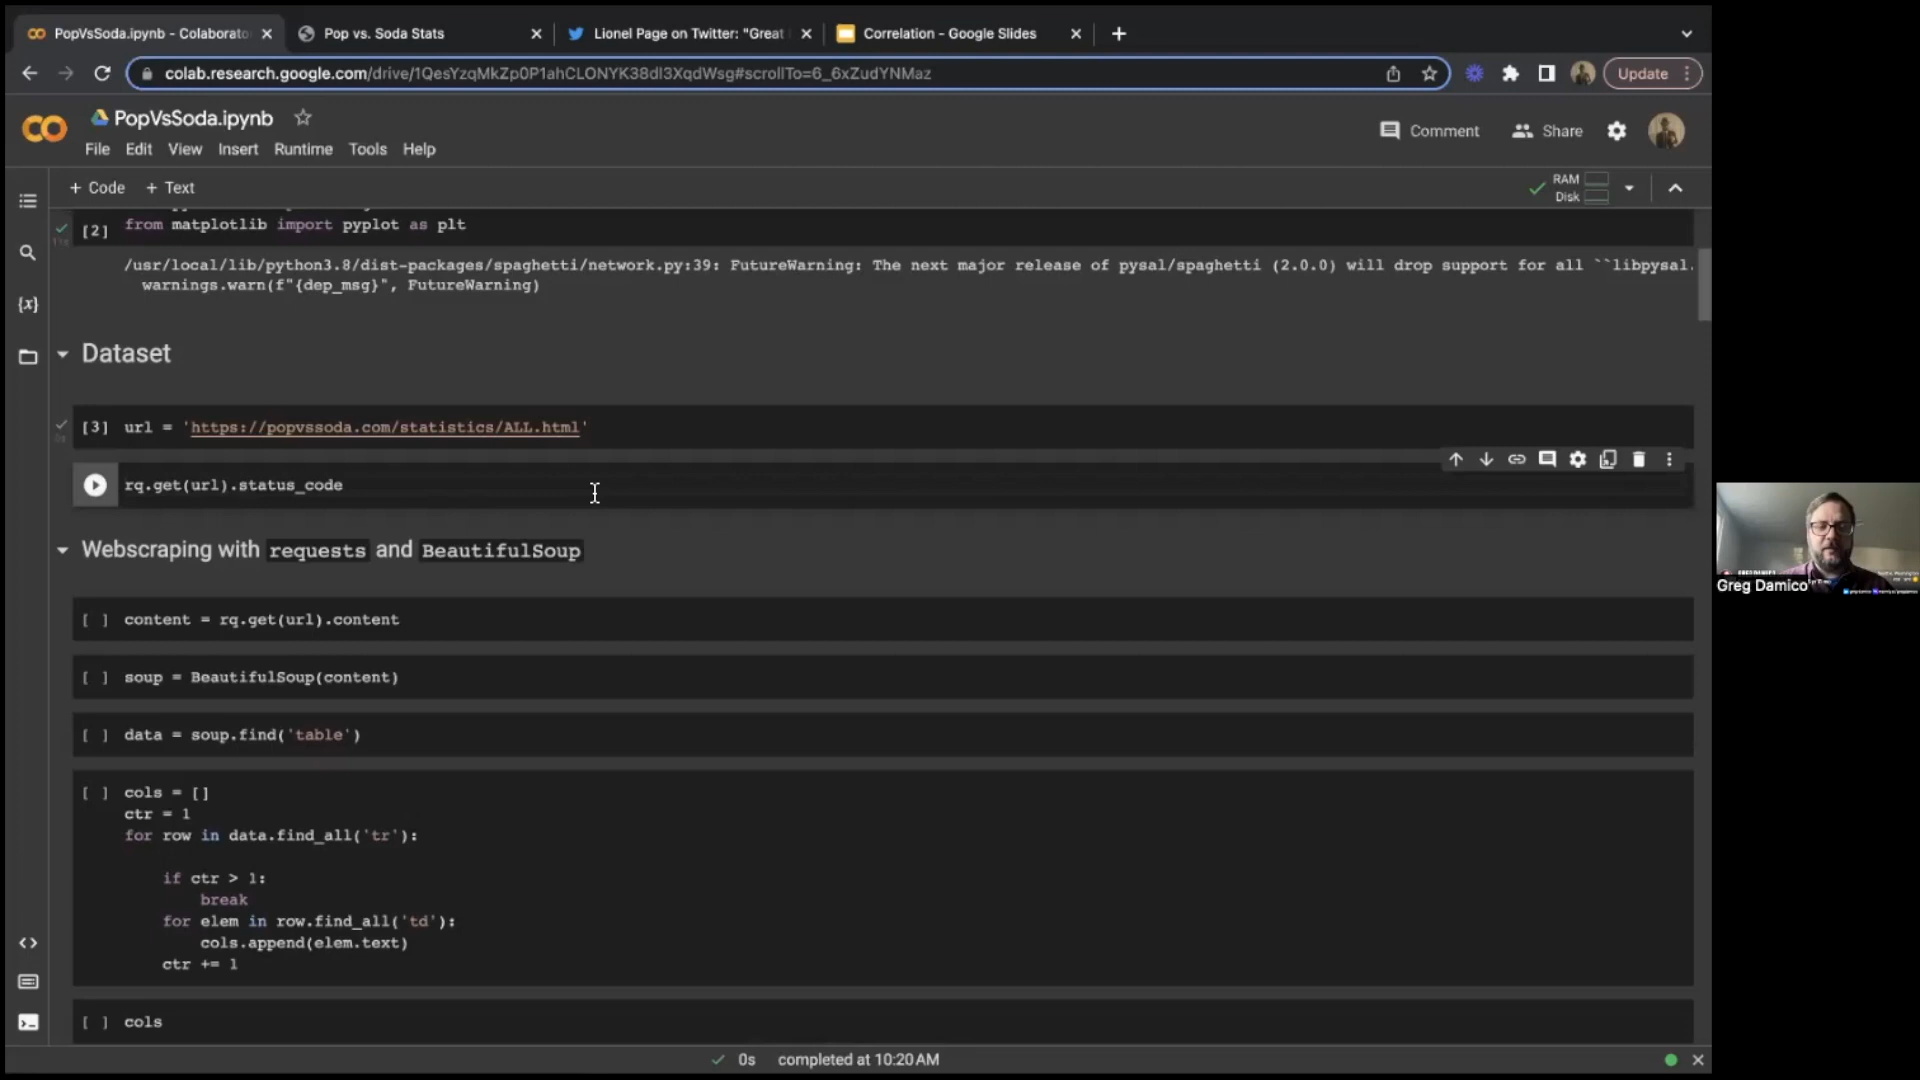 PopVsSoda.ipynb - Colaborato
Pop vs. Soda Stats
Lionel Page on Twitter: "Great
Correlation - Google Slides
colab.research.google.com/drive/1QesYzqMkZp0P1ahCLONYK38dI3XqdWsg#scrollTo=6_6xZudYNMaz
Update
PopVsSoda.ipynb
File Edit View Insert Runtime Tools Help
Comment
Share
+ Code + Text
RAM
Disk
[2] from matplotlib import pyplot as plt
/usr/local/lib/python3.8/dist-packages/spaghetti/network.py:39: FutureWarning: The next major release of pysal/spaghetti (2.0.0) will drop support for all ``libpysal.
warnings.warn(f"{dep_msg}", FutureWarning)
Dataset
[3] url = 'https://popvssoda.com/statistics/ALL.html'
rq.get(url).status_code
Webscraping with requests and BeautifulSoup
[ ] content = rq.get(url).content
[ ] soup = BeautifulSoup(content)
[ ] data = soup.find('table')
[ ] cols = []
ctr = 1
for row in data.find_all('tr'):
if ctr > 1:
break
for elem in row.find_all('td'):
cols.append(elem.text)
ctr += 1
[ ] cols
0s completed at 10:20 AM
Greg Damico